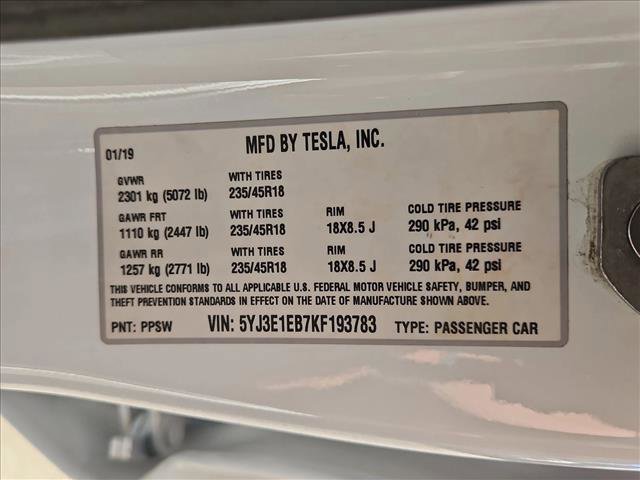 01/19 MFD BY TESLA, INC.
GVWR WITH TIRES
2301 kg (5072 lb) 235/45R18
GAWR FRT WITH TIRES RIM COLD TIRE PRESSURE
1110 kg (2447 lb) 235/45R18 18X8.5 J 290 kPa, 42 psi
GAWR RR WITH TIRES RIM COLD TIRE PRESSURE
1257 kg (2771 lb) 235/45R18 18X8.5 J 290 kPa, 42 psi
THIS VEHICLE CONFORMS TO ALL APPLICABLE U.S. FEDERAL MOTOR VEHICLE SAFETY, BUMPER, AND
THEFT PREVENTION STANDARDS IN EFFECT ON THE DATE OF MANUFACTURE SHOWN ABOVE.
PNT: PPSW VIN: 5YJ3E1EB7KF193783 TYPE: PASSENGER CAR